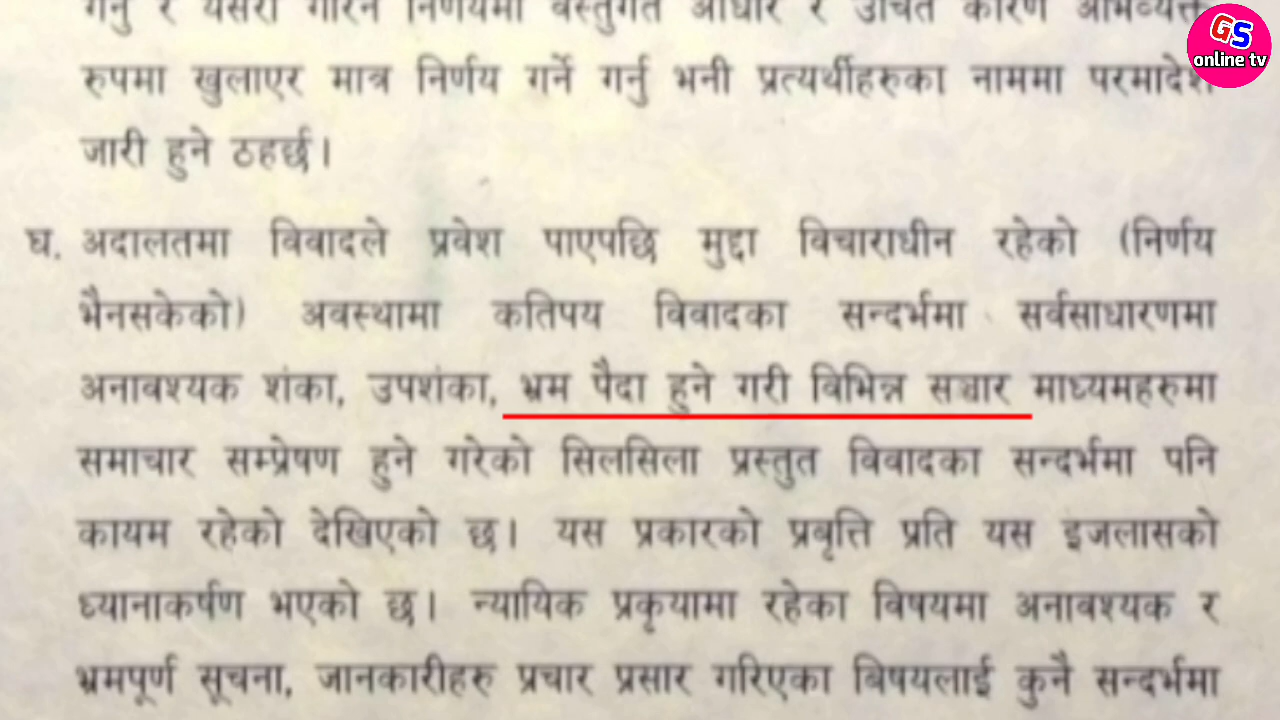 गर्नु र यसरी गरिने निर्णयमा वस्तुगत आधार र उचित कारण अभिव्यक्त
GS
online tv
रुपमा खुलाएर मात्र निर्णय गर्ने गर्नु भनी प्रत्यर्थीहरुका नाममा परमादेश
जारी हुने ठहर्छ।
घ. अदालतमा विवादले प्रवेश पाएपछि मुद्दा विचाराधीन रहेको (निर्णय
भैनसकेको) अवस्थामा कतिपय विवादका सन्दर्भमा सर्वसाधारणमा
अनावश्यक शंका, उपशंका, भ्रम पैदा हुने गरी विभिन्न सञ्चार माध्यमहरुमा
समाचार सम्प्रेषण हुने गरेको सिलसिला प्रस्तुत विवादका सन्दर्भमा पनि
कायम रहेको देखिएको छ। यस प्रकारको प्रबृत्ति प्रति यस इजलासको
ध्यानाकर्षण भएको छ। न्यायिक प्रकृयामा रहेका विषयमा अनावश्यक र
भ्रमपूर्ण सूचना, जानकारीहरु प्रचार प्रसार गरिएका बिषयलाई कुनै सन्दर्भमा